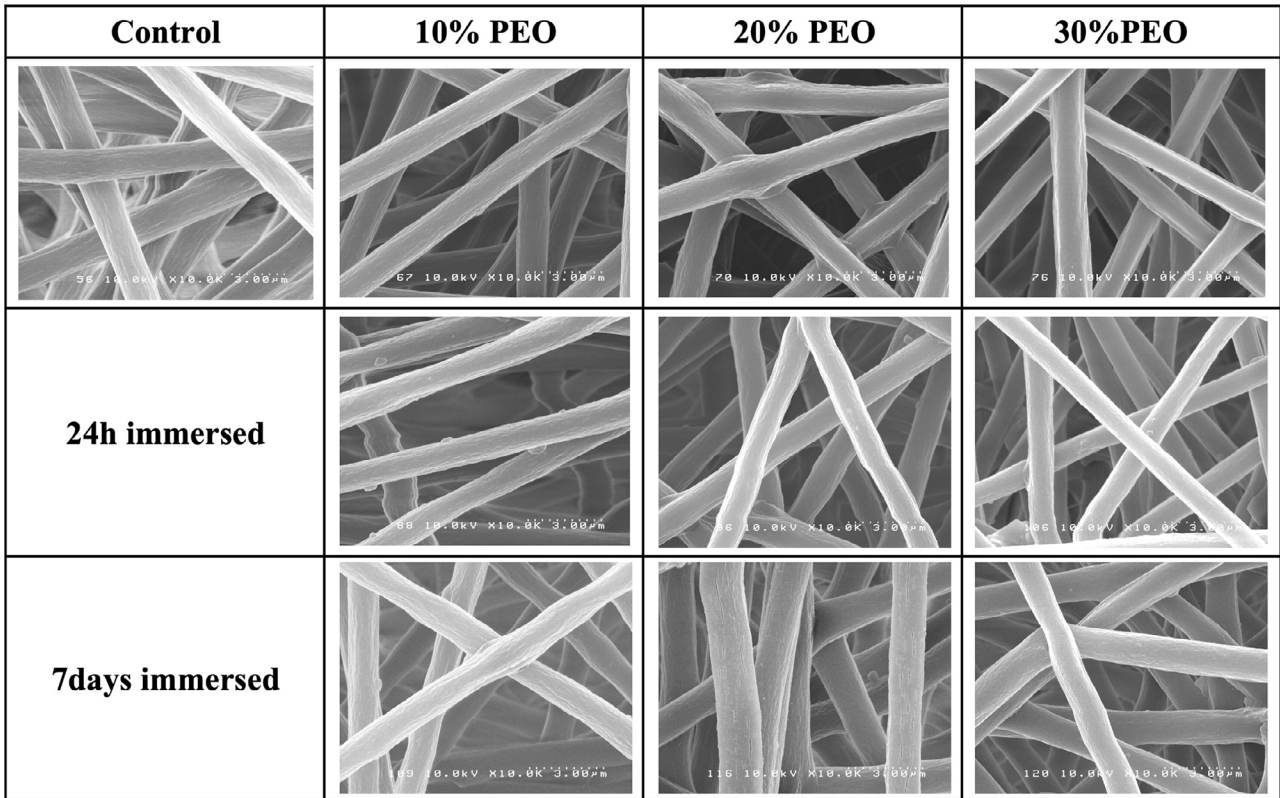 Control
10% PEO
20% PEO
30%PEO
56 10.0kV X10.0K 3.00µm
67 10.0kV X10.0K 3.00µm
70 10.0kV X10.0K 3.00µm
76 10.0kV X10.0K 3.00µm
24h immersed
88 10.0kV X10.0K 3.00µm
96 10.0kV X10.0K 3.00µm
106 10.0kV X10.0K 3.00µm
7days immersed
109 10.0kV X10.0K 3.00µm
116 10.0kV X10.0K 3.00µm
120 10.0kV X10.0K 3.00µm